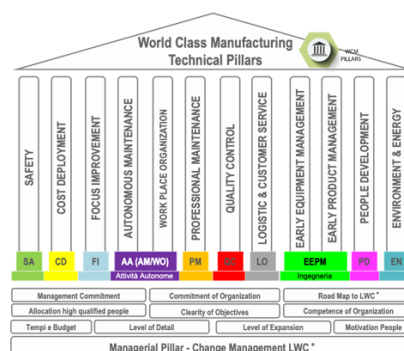 World Class Manufacturing
Technical Pillars
WCM
PILLARS
SAFETY
COST DEPLOYMENT
FOCUS IMPROVEMENT
AUTONOMOUS MAINTENANCE
WORK PLACE ORGANIZATION
PROFESSIONAL MAINTENANCE
QUALITY CONTROL
LOGISTIC & CUSTOMER SERVICE
EARLY EQUIPMENT MANAGEMENT
EARLY PRODUCT MANAGEMENT
PEOPLE DEVELOPMENT
ENVIRONMENT & ENERGY
SA CD FI AA (AM/WO) PM QC LO EEPM PD EN
Attività Autonome Ingegneria
Management Commitment Commitment of Organization Road Map to LWC *
Allocation high qualified people Clearity of Objectives Competence of Organization
Tempi e Budget Level of Detail Level of Expansion Motivation People
Managerial Pillar - Change Management LWC *